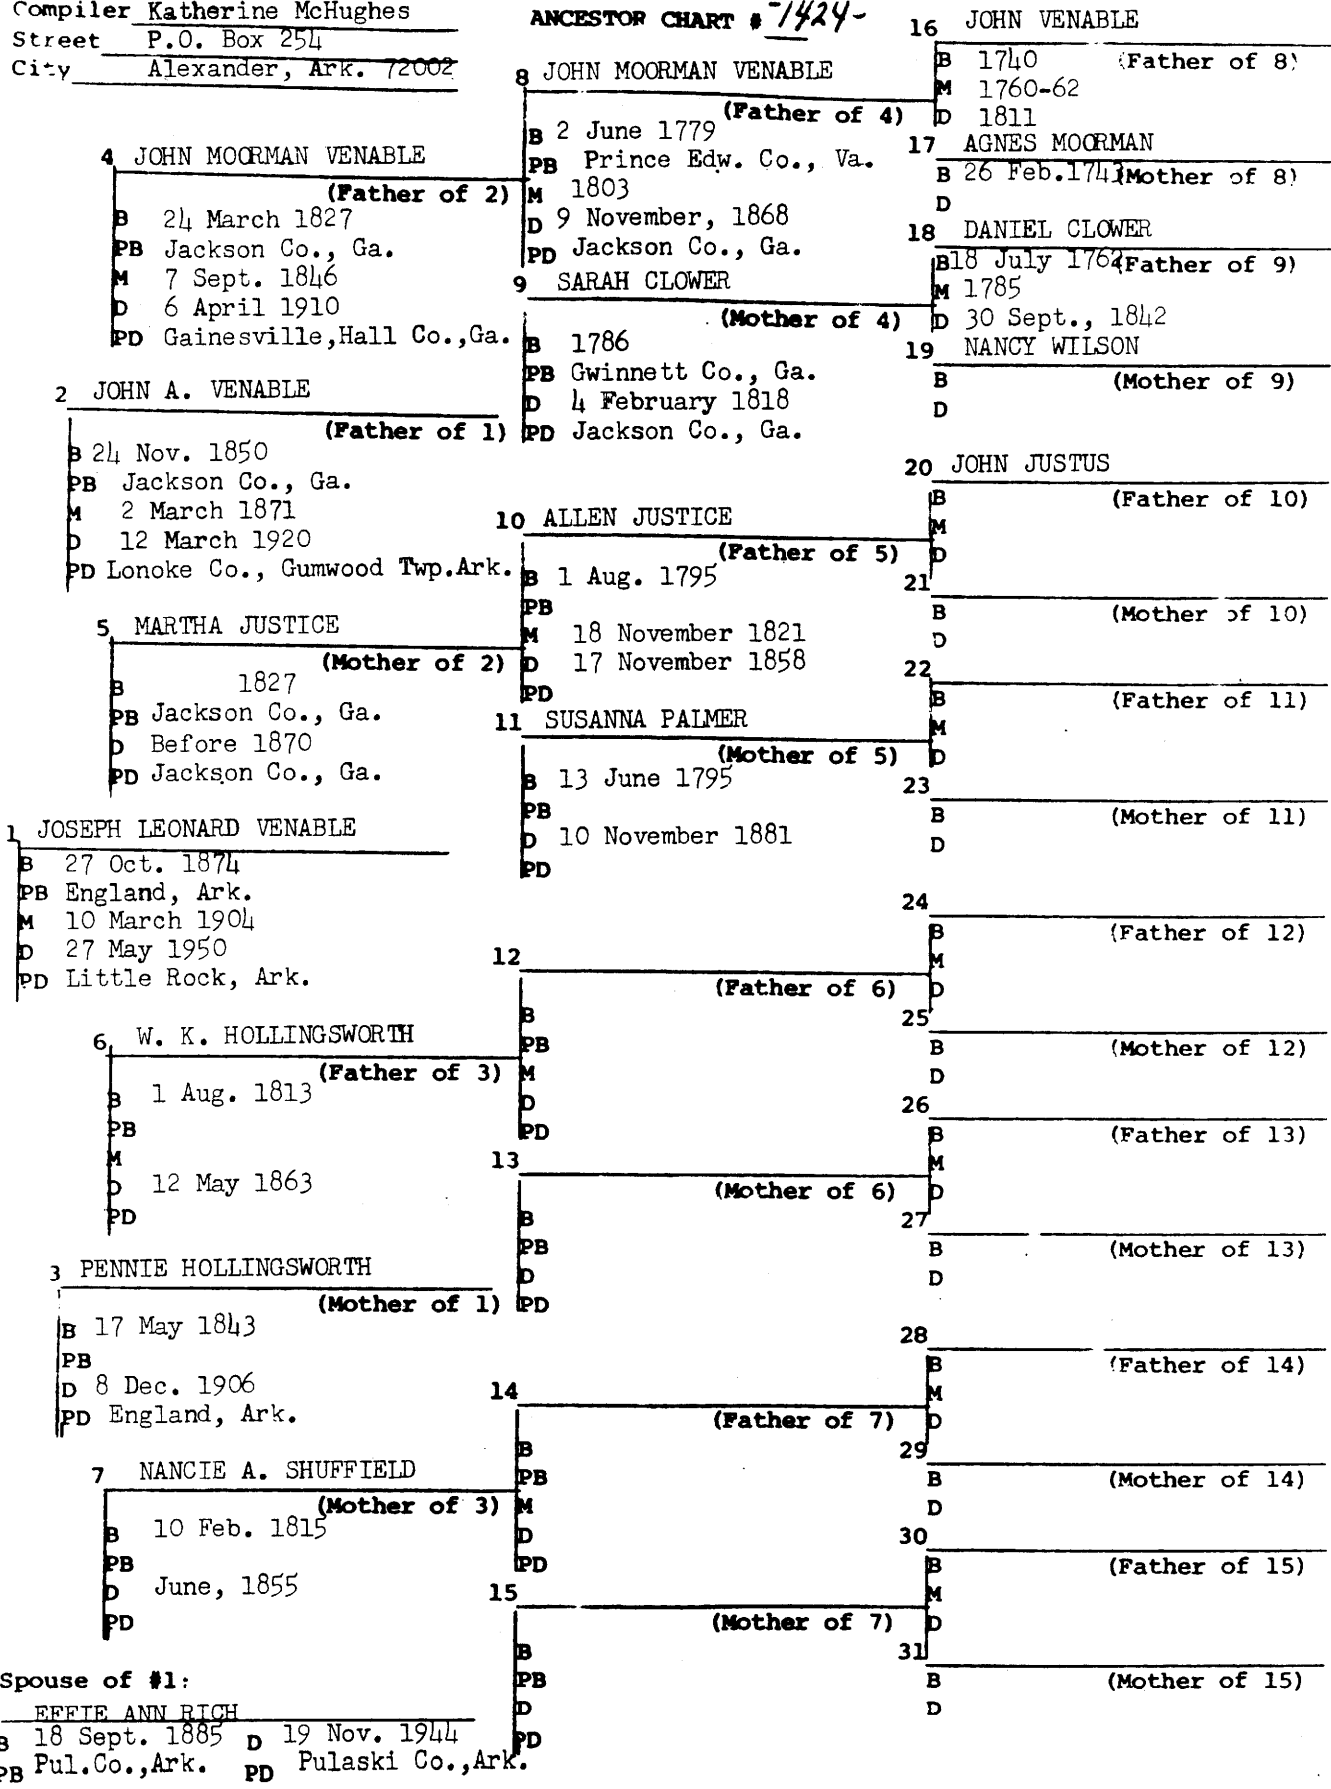 Compiler Katherine McHughes
Street P.O. Box 254
City Alexander, Ark. 72002
ANCESTOR CHART # 1424-
16 JOHN VENABLE
B 1740 (Father of 8)
M 1760-62
D 1811
8 JOHN MOORMAN VENABLE
(Father of 4)
B 2 June 1779
PB Prince Edw. Co., Va.
M 1803
D 9 November, 1868
PD Jackson Co., Ga.
17 AGNES MOORMAN
B 26 Feb.1743 (Mother of 8)
D
4 JOHN MOORMAN VENABLE
(Father of 2)
B 24 March 1827
PB Jackson Co., Ga.
M 7 Sept. 1846
D 6 April 1910
PD Gainesville,Hall Co.,Ga.
18 DANIEL CLOWER
B 18 July 1762 (Father of 9)
M 1785
D 30 Sept., 1842
9 SARAH CLOWER
(Mother of 4)
B 1786
PB Gwinnett Co., Ga.
D 4 February 1818
PD Jackson Co., Ga.
19 NANCY WILSON
B (Mother of 9)
D
2 JOHN A. VENABLE
(Father of 1)
B 24 Nov. 1850
PB Jackson Co., Ga.
M 2 March 1871
D 12 March 1920
PD Lonoke Co., Gumwood Twp.Ark.
20 JOHN JUSTUS
B (Father of 10)
M
D
10 ALLEN JUSTICE
(Father of 5)
B 1 Aug. 1795
PB
M 18 November 1821
D 17 November 1858
PD
21
B (Mother of 10)
D
5 MARTHA JUSTICE
(Mother of 2)
B 1827
PB Jackson Co., Ga.
D Before 1870
PD Jackson Co., Ga.
22
B (Father of 11)
M
D
11 SUSANNA PALMER
(Mother of 5)
B 13 June 1795
PB
D 10 November 1881
PD
23
B (Mother of 11)
D
1 JOSEPH LEONARD VENABLE
B 27 Oct. 1874
PB England, Ark.
M 10 March 1904
D 27 May 1950
PD Little Rock, Ark.
24
B (Father of 12)
M
D
12
(Father of 6)
B
PB
M
D
PD
25
B (Mother of 12)
D
6 W. K. HOLLINGSWORTH
(Father of 3)
B 1 Aug. 1813
PB
M
D 12 May 1863
PD
26
B (Father of 13)
M
D
13
(Mother of 6)
B
PB
D
PD
27
B (Mother of 13)
D
3 PENNIE HOLLINGSWORTH
(Mother of 1)
B 17 May 1843
PB
D 8 Dec. 1906
PD England, Ark.
28
B (Father of 14)
M
D
14
(Father of 7)
B
PB
M
D
PD
29
B (Mother of 14)
D
7 NANCIE A. SHUFFIELD
(Mother of 3)
B 10 Feb. 1815
PB
D June, 1855
PD
30
B (Father of 15)
M
D
15
(Mother of 7)
B
PB
D
PD
31
B (Mother of 15)
D
Spouse of #1:
EFFIE ANN RICH
B 18 Sept. 1885 D 19 Nov. 1944
PB Pul.Co.,Ark. PD Pulaski Co.,Ark.